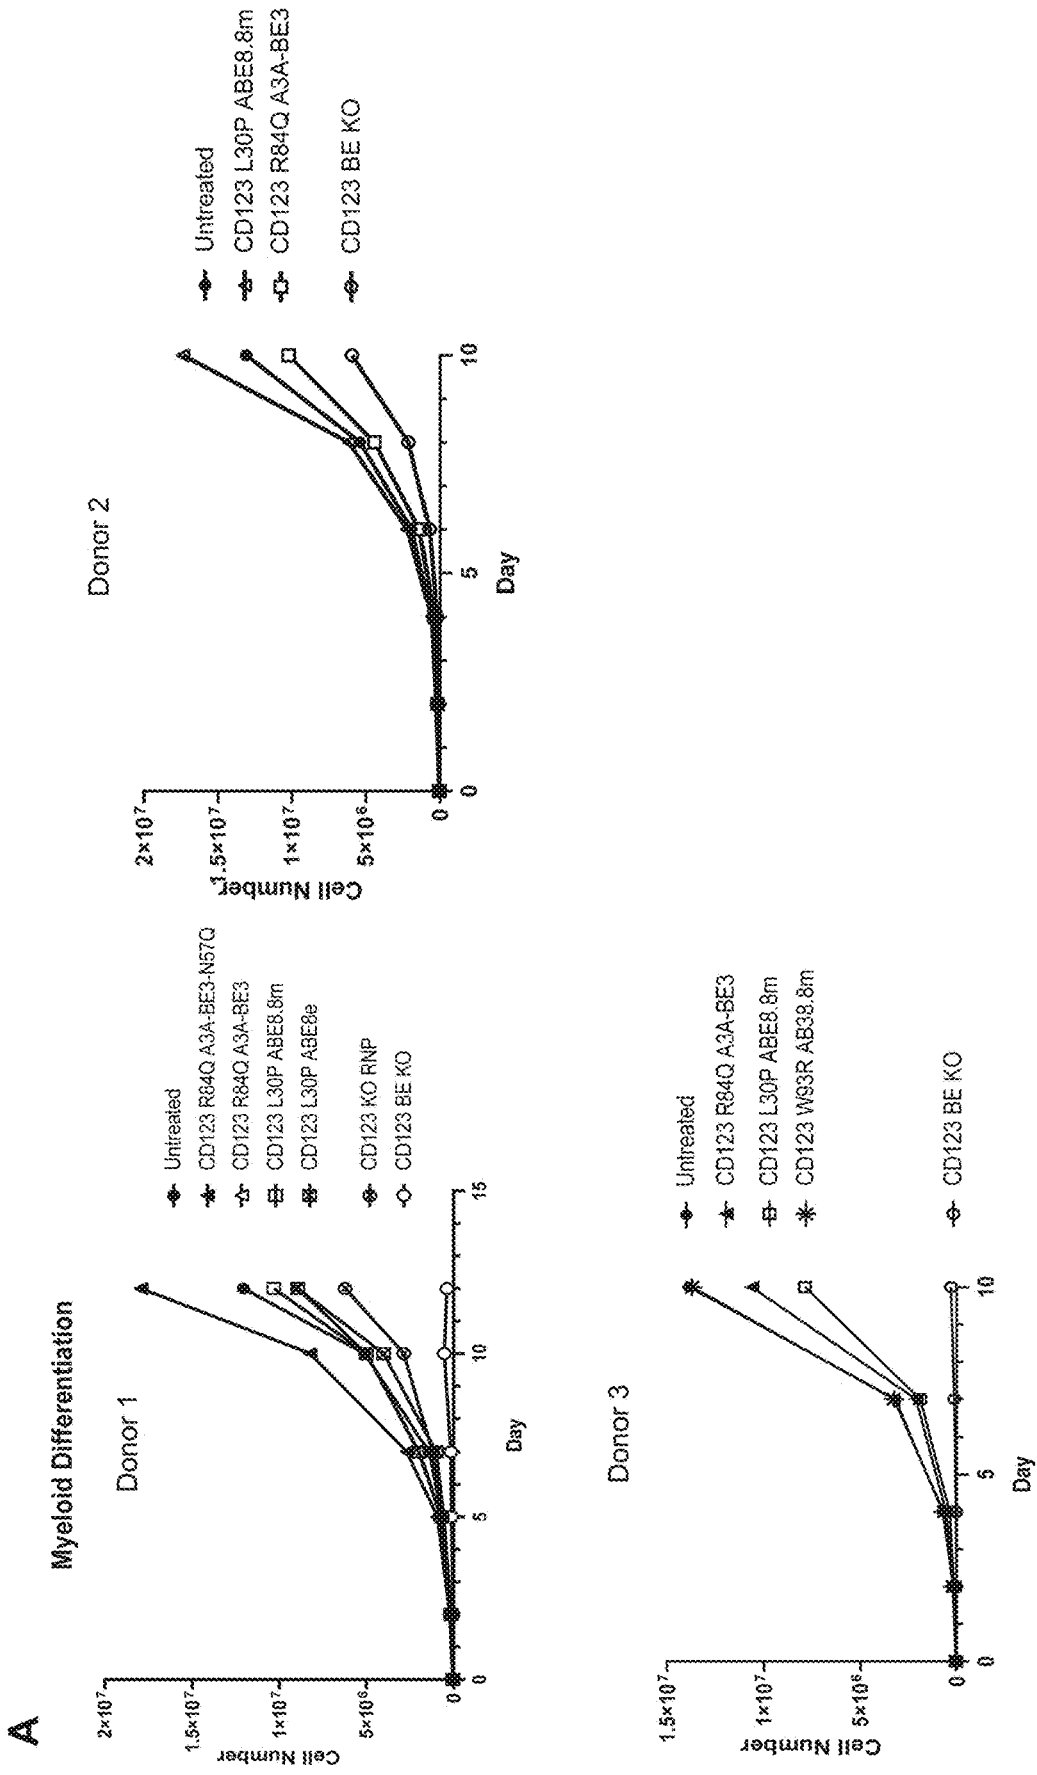 A
Myeloid Differentiation
Donor 1
Cell Number
2×10⁷
1.5×10⁷
1×10⁷
5×10⁶
0
0
5
10
15
Day
Untreated
CD123 R84Q A3A-BE3-N57Q
CD123 R84Q A3A-BE3
CD123 L30P ABE8.8m
CD123 L30P ABE8e
CD123 KO RNP
CD123 BE KO
Donor 2
Cell Number
2×10⁷
1.5×10⁷
1×10⁷
5×10⁶
0
0
5
10
Day
Untreated
CD123 L30P ABE8.8m
CD123 R84Q A3A-BE3
CD123 BE KO
Donor 3
Cell Number
1.5×10⁷
1×10⁷
5×10⁶
0
0
5
10
Day
Untreated
CD123 R84Q A3A-BE3
CD123 L30P ABE8.8m
CD123 W93R AB38.8m
CD123 BE KO